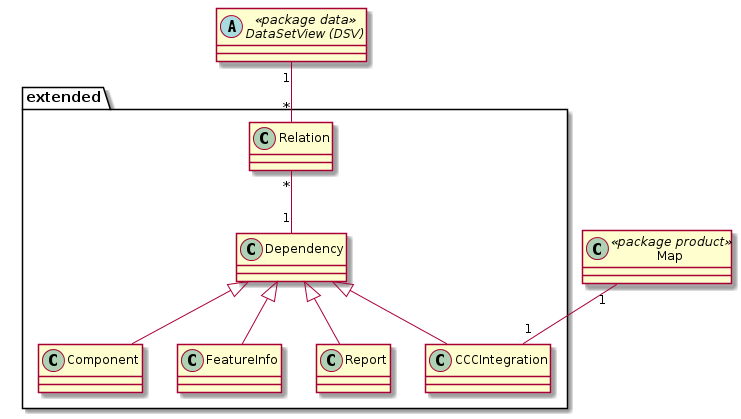 A
«package data»
DataSetView (DSV)
1
*
extended
C
Relation
*
1
C
Dependency
C
«package product»
Map
1
1
C
Component
C
FeatureInfo
C
Report
C
CCCIntegration